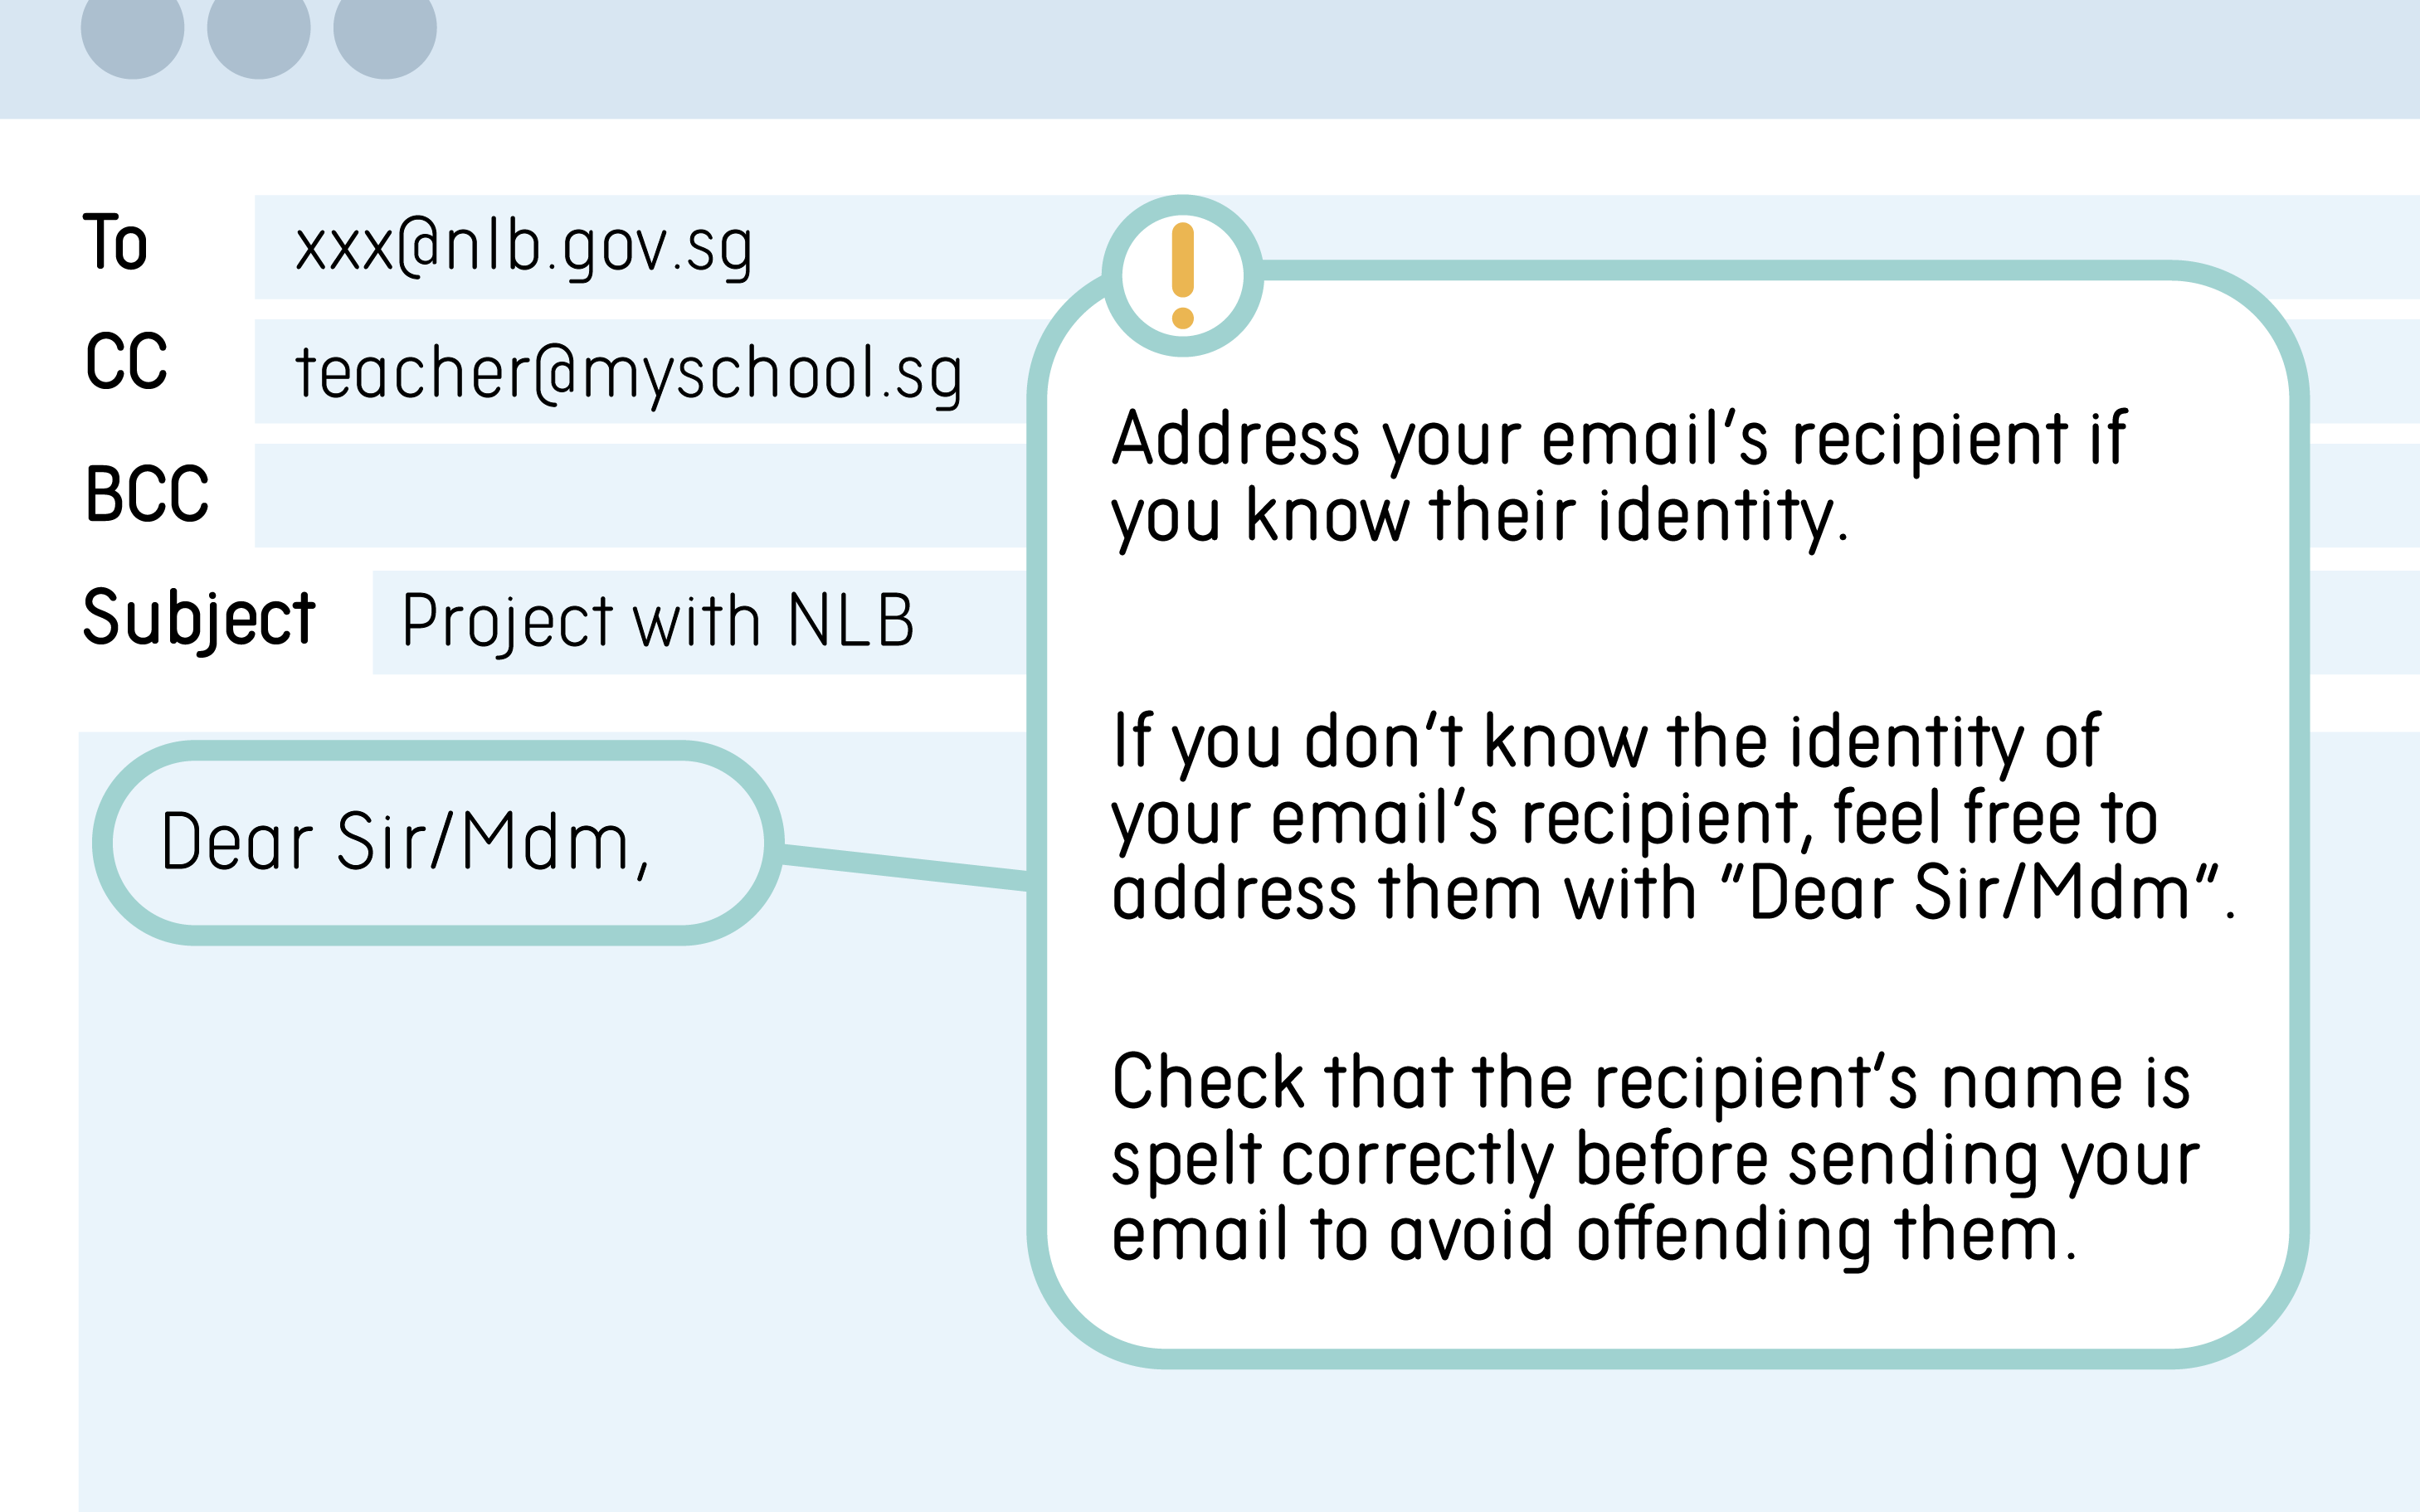 To xxx@nlb.gov.sg
CC teacher@myschool.sg
BCC
Subject Project with NLB
Dear Sir/Mdm,
!
Address your email's recipient if
you know their identity.
If you don't know the identity of
your email's recipient, feel free to
address them with "Dear Sir/Mdm".
Check that the recipient's name is
spelt correctly before sending your
email to avoid offending them.